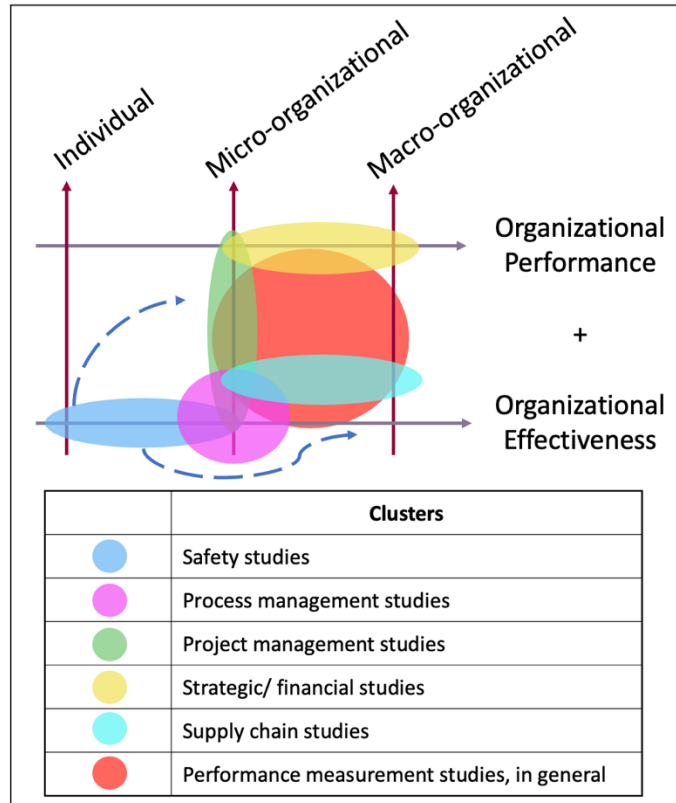 Individual
Micro-organizational
Macro-organizational
Organizational
Performance
+
Organizational
Effectiveness
Clusters
Safety studies
Process management studies
Project management studies
Strategic/ financial studies
Supply chain studies
Performance measurement studies, in general